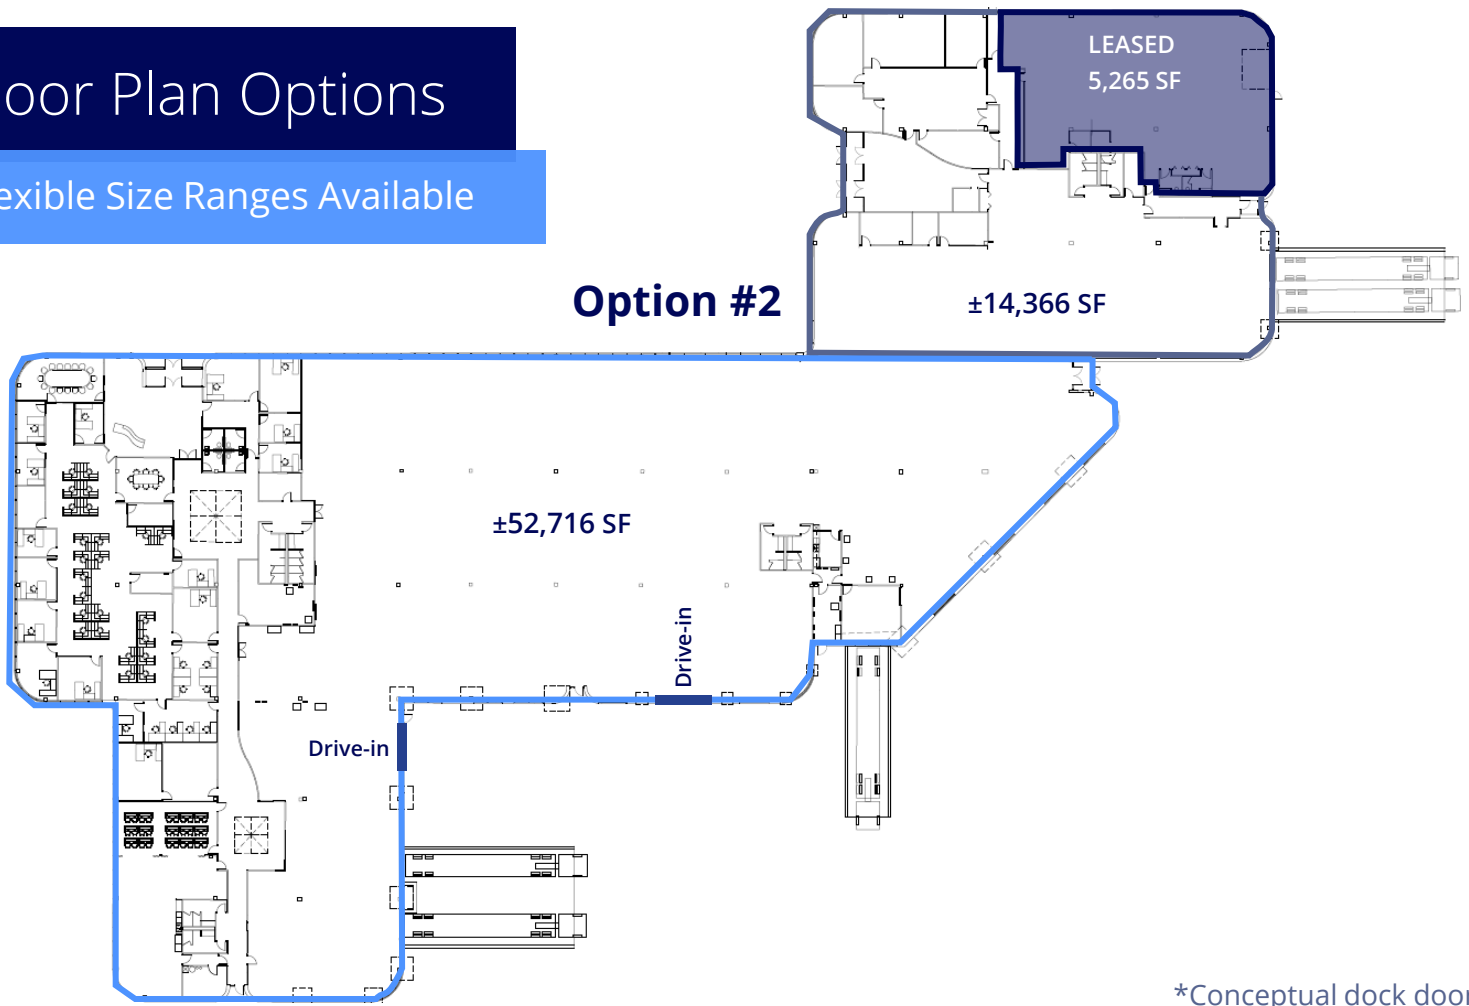 oor Plan Options
exible Size Ranges Available
LEASED
5,265 SF
Option #2
±14,366 SF
±52,716 SF
Drive-in
Drive-in
*Conceptual dock door